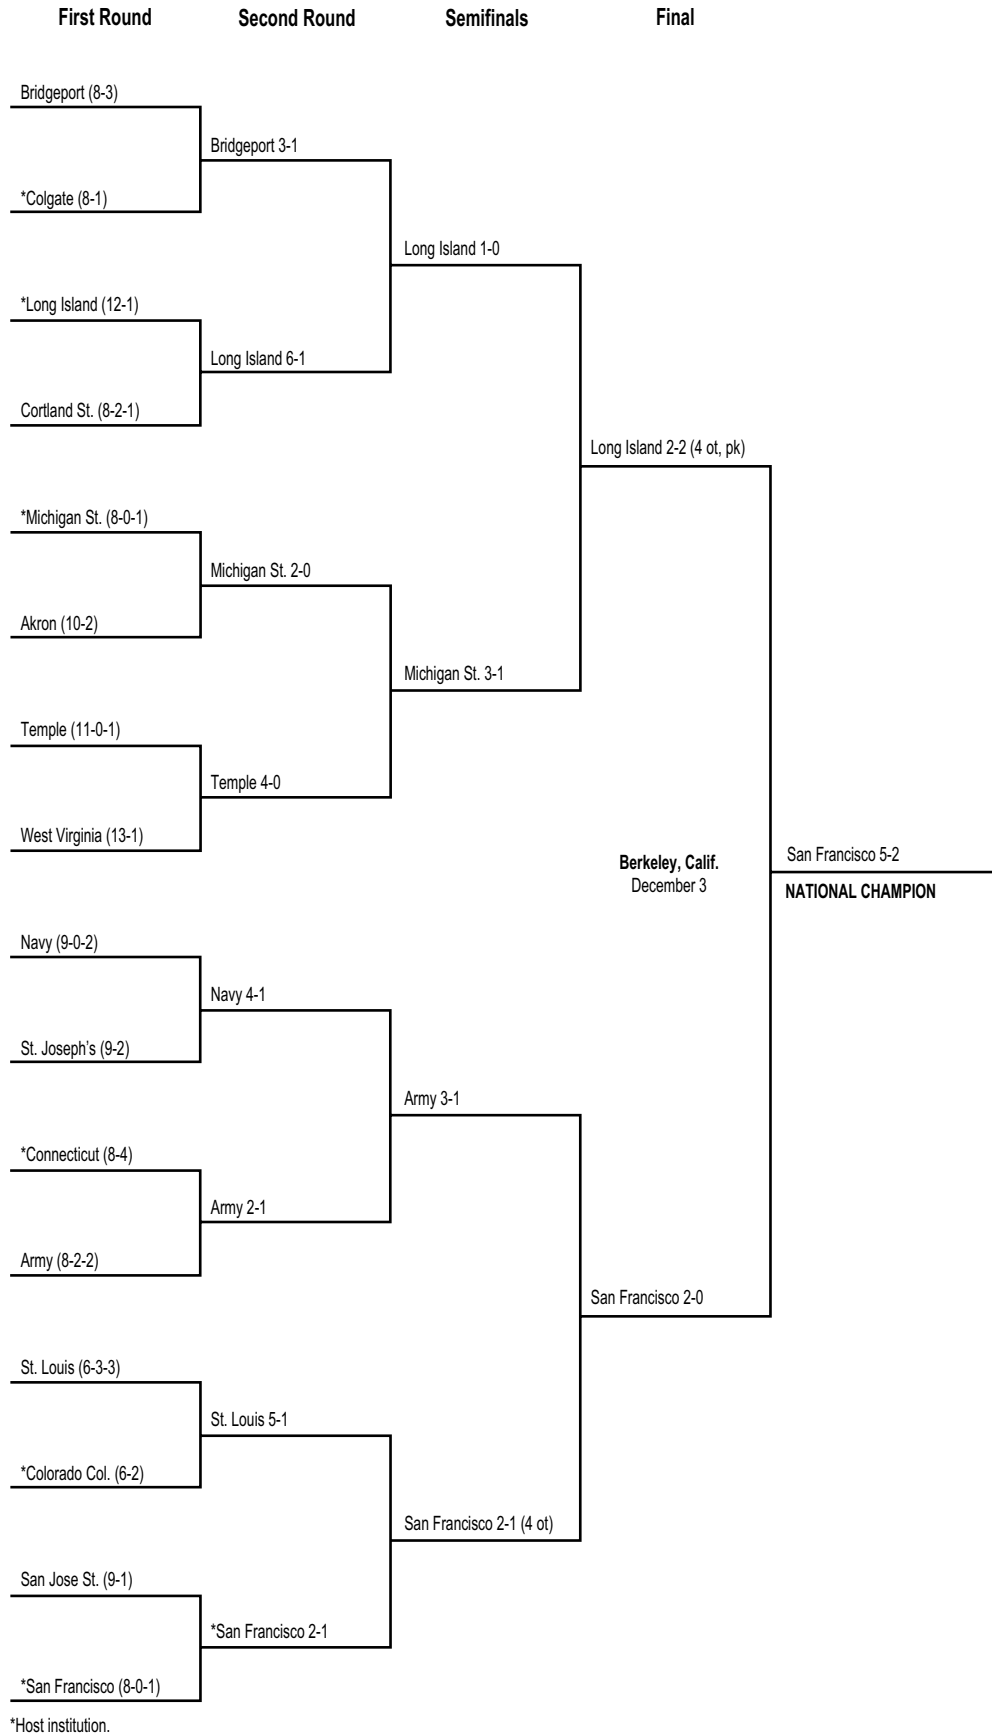 First Round Second Round Semifinals Final
Bridgeport (8-3)
Bridgeport 3-1
*Colgate (8-1)
Long Island 1-0
*Long Island (12-1)
Long Island 6-1
Cortland St. (8-2-1)
Long Island 2-2 (4 ot, pk)
*Michigan St. (8-0-1)
Michigan St. 2-0
Akron (10-2)
Michigan St. 3-1
Temple (11-0-1)
Temple 4-0
West Virginia (13-1)
San Francisco 5-2
Berkeley, Calif.
December 3
NATIONAL CHAMPION
Navy (9-0-2)
Navy 4-1
St. Joseph’s (9-2)
Army 3-1
*Connecticut (8-4)
Army 2-1
Army (8-2-2)
San Francisco 2-0
St. Louis (6-3-3)
St. Louis 5-1
*Colorado Col. (6-2)
San Francisco 2-1 (4 ot)
San Jose St. (9-1)
*San Francisco 2-1
*San Francisco (8-0-1)
*Host institution.